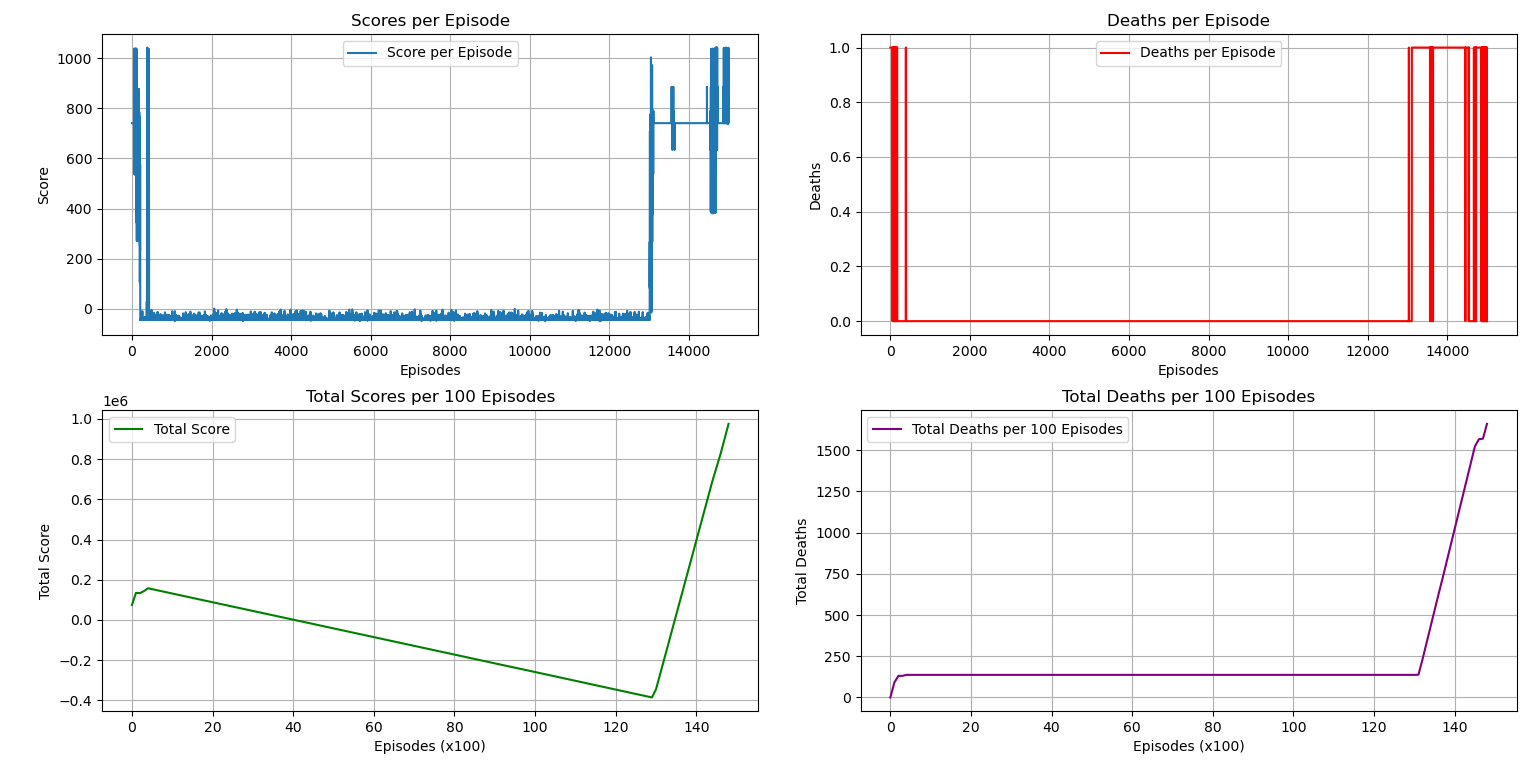 Scores per Episode
Score per Episode
1000
800
600
400
200
0
Score
0 2000 4000 6000 8000 10000 12000 14000
Episodes
Deaths per Episode
Deaths per Episode
1.0
0.8
0.6
0.4
0.2
0.0
Deaths
0 2000 4000 6000 8000 10000 12000 14000
Episodes
Total Scores per 100 Episodes
1e6
Total Score
1.0
0.8
0.6
0.4
0.2
0.0
−0.2
−0.4
Total Score
0 20 40 60 80 100 120 140
Episodes (x100)
Total Deaths per 100 Episodes
Total Deaths per 100 Episodes
1500
1250
1000
750
500
250
0
Total Deaths
0 20 40 60 80 100 120 140
Episodes (x100)